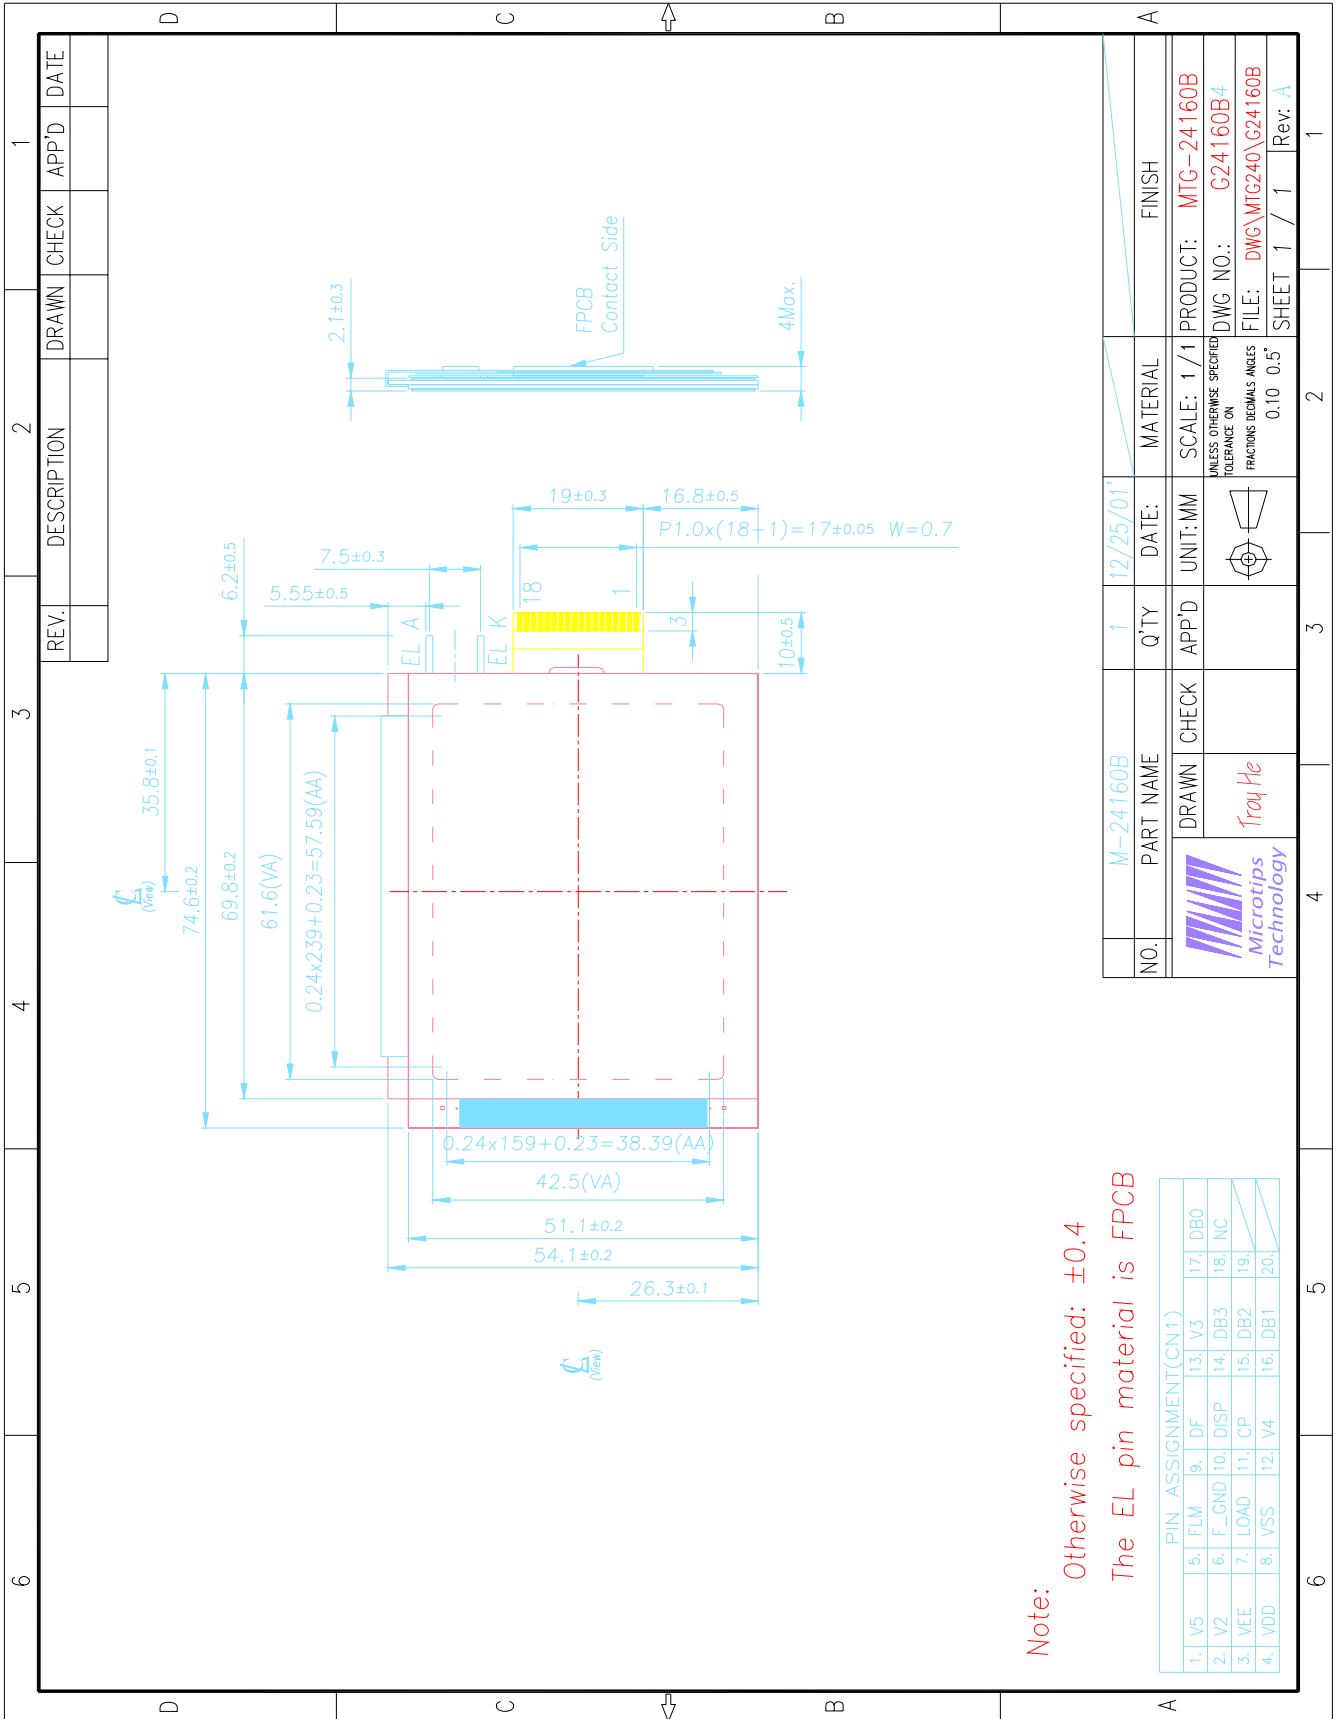 6
5
4
3
2
1
D
C
B
A
REV.
DESCRIPTION
DRAWN
CHECK
APP'D
DATE
35.8±0.1
74.6±0.2
69.8±0.2
61.6(VA)
0.24x239+0.23=57.59(AA)
(View)
6.2±0.5
5.55±0.5
7.5±0.3
EL A
EL K
18
1
19±0.3
16.8±0.5
P1.0x(18-1)=17±0.05 W=0.7
3
10±0.5
2.1±0.3
4Max.
FPCB
Contact Side
0.24x159+0.23=38.39(AA)
42.5(VA)
51.1±0.2
54.1±0.2
26.3±0.1
(View)
Note:
Otherwise specified: ±0.4
The EL pin material is FPCB
PIN ASSIGNMENT(CN1)
1. V5 5. FLM 9. DF 13. V3 17. DB0
2. V2 6. F_GND 10. DISP 14. DB3 18. NC
3. VEE 7. LOAD 11. CP 15. DB2 19.
4. VDD 8. VSS 12. V4 16. DB1 20.
M-24160B 1 12/25/01'
NO. PART NAME Q'TY DATE: MATERIAL FINISH
Microtips
Technology
DRAWN CHECK APP'D UNIT:MM SCALE: 1/1
Troy He
UNLESS OTHERWISE SPECIFIED
TOLERANCE ON
FRACTIONS DECIMALS ANGLES
0.10 0.5°
PRODUCT: MTG-24160B
DWG NO.: G24160B4
FILE: DWG\MTG240\G24160B
SHEET 1 / 1 Rev: A
6
5
4
3
2
1
D
C
B
A